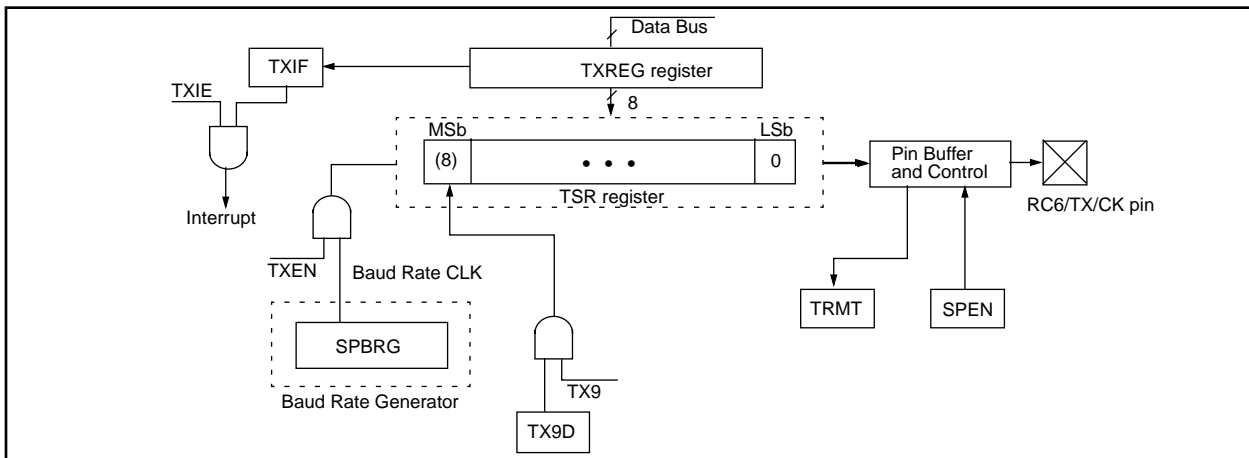 Data Bus
TXIF
TXREG register
TXIE
8
MSb
LSb
(8)
• • •
0
Pin Buffer
and Control
TSR register
Interrupt
RC6/TX/CK pin
TXEN
Baud Rate CLK
TRMT
SPEN
SPBRG
TX9
Baud Rate Generator
TX9D